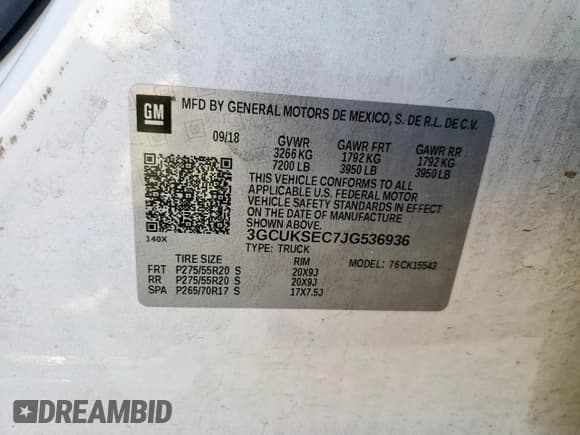 GM
MFD BY GENERAL MOTORS DE MEXICO, S. DE R.L. DE C.V.
09/18 GVWR GAWR FRT GAWR RR
3266 KG 1792 KG 1792 KG
7200 LB 3950 LB 3950 LB
THIS VEHICLE CONFORMS TO ALL
APPLICABLE U.S. FEDERAL MOTOR
VEHICLE SAFETY STANDARDS IN EFFECT
ON THE DATE OF MANUFACTURE
SHOWN ABOVE.
140X 3GCUKSEC7JG536936
TYPE: TRUCK MODEL: 76CK15543
TIRE SIZE RIM
FRT P275/55R20 S 20X9J
RR P275/55R20 S 20X9J
SPA P265/70R17 S 17X7.5J
DREAMBID